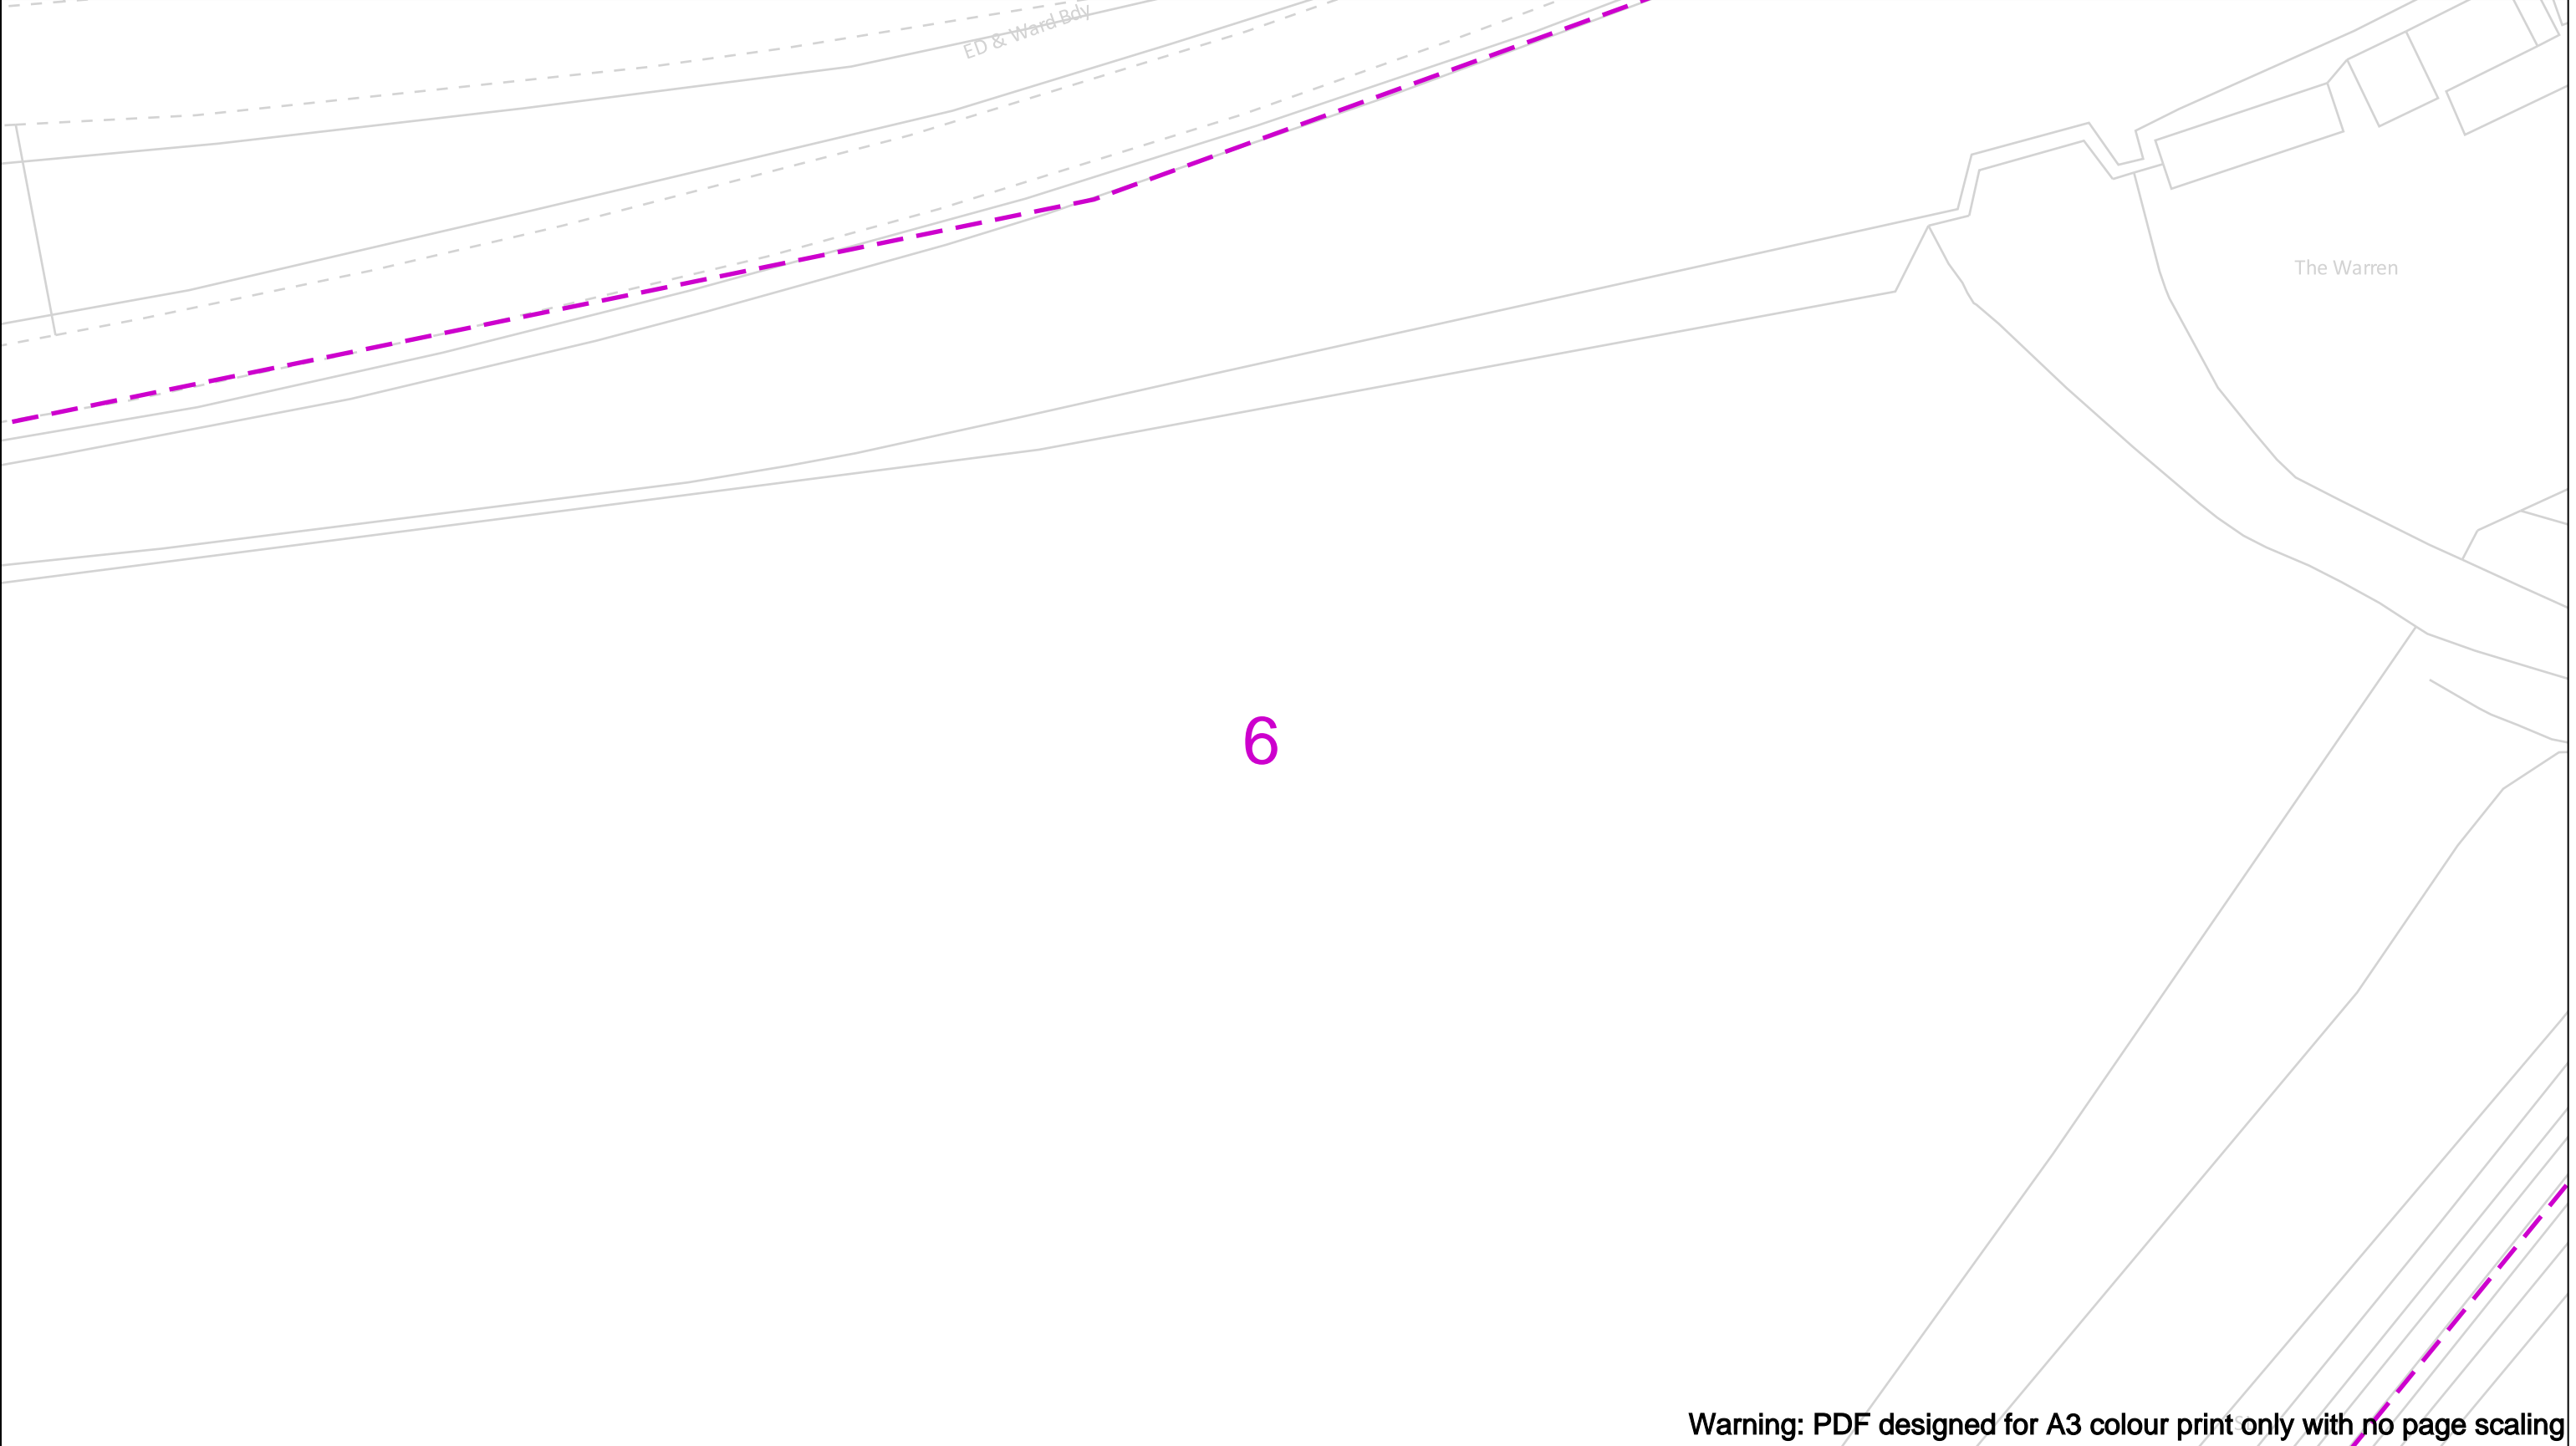 ED & Ward Bdy
The Warren
6
Warning: PDF designed for A3 colour print only with no page scaling